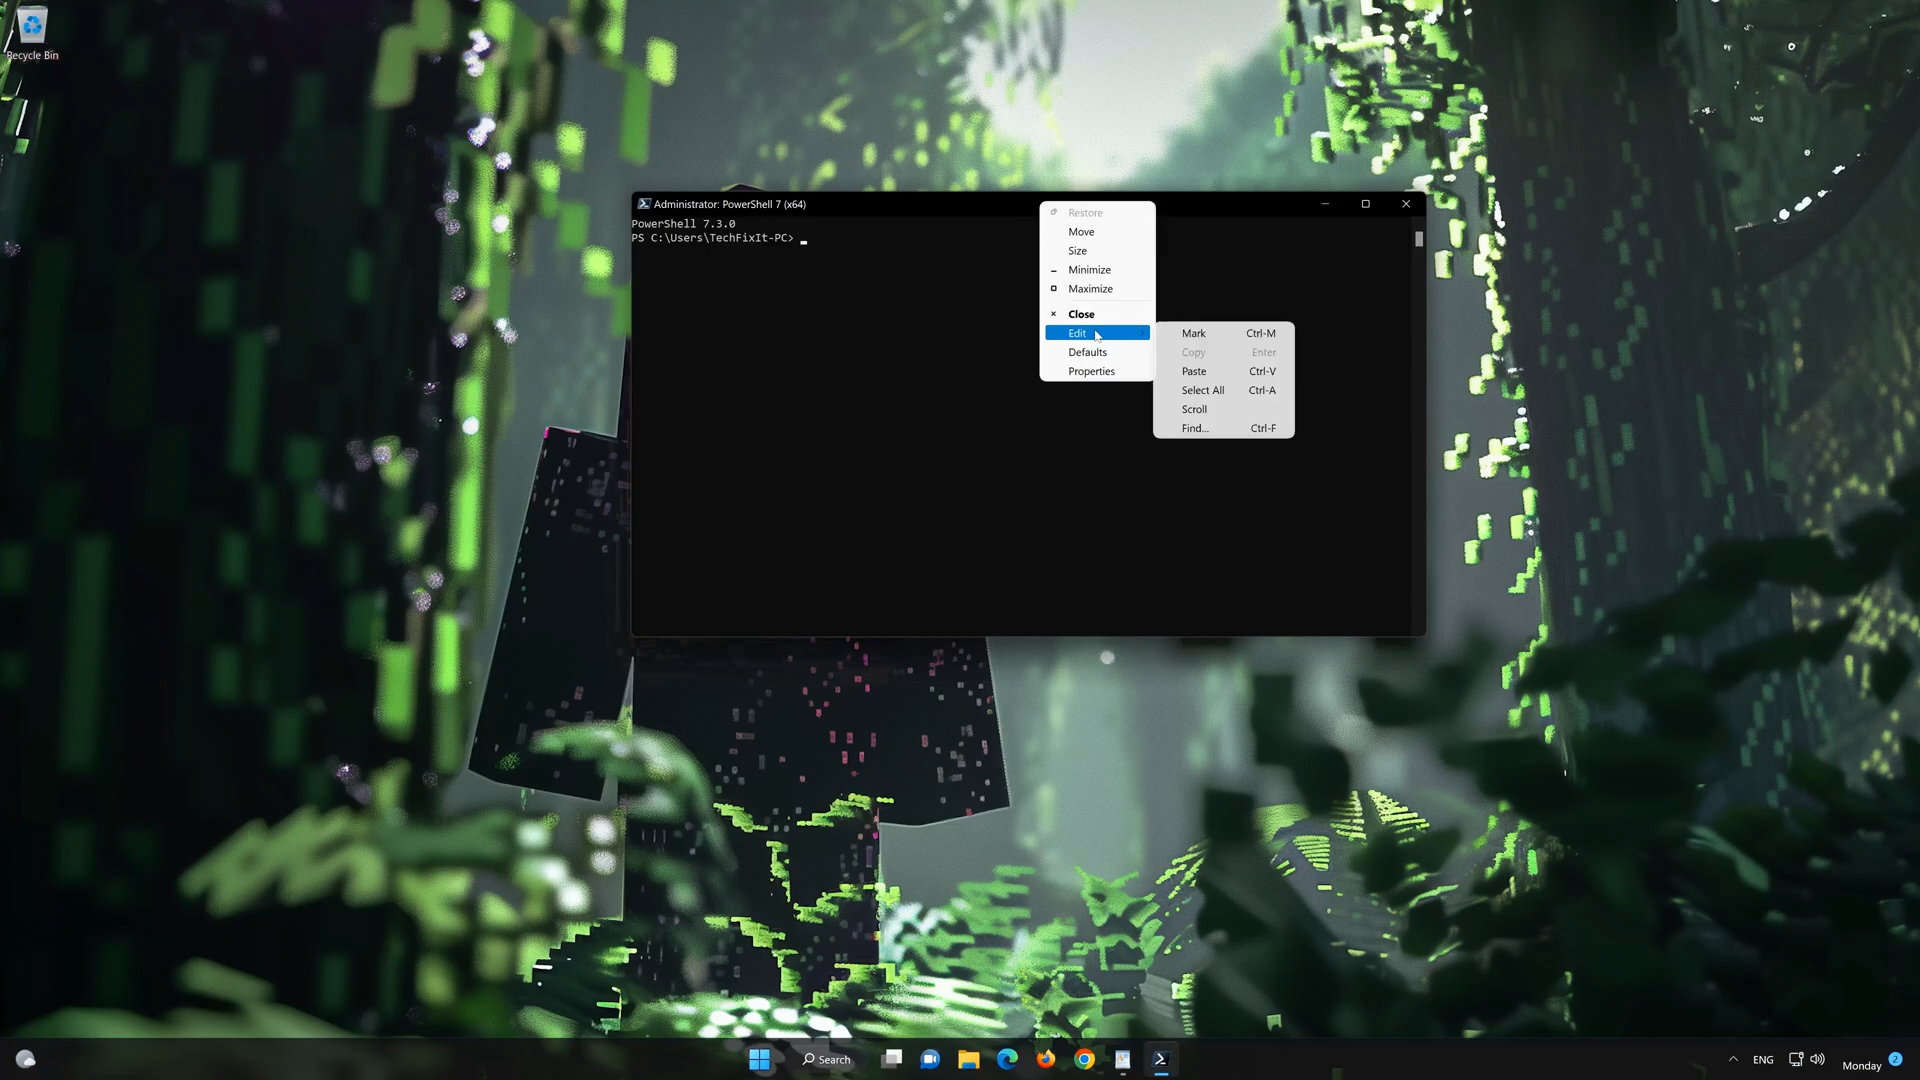 Recycle Bin
Administrator: PowerShell 7 (x64)
PowerShell 7.3.0
PS C:\Users\TechFixIt-PC>
Restore
Move
Size
Minimize
Maximize
Close
Edit
Defaults
Properties
Mark Ctrl-M
Copy Enter
Paste Ctrl-V
Select All Ctrl-A
Scroll
Find... Ctrl-F
Search
ENG
Monday
2